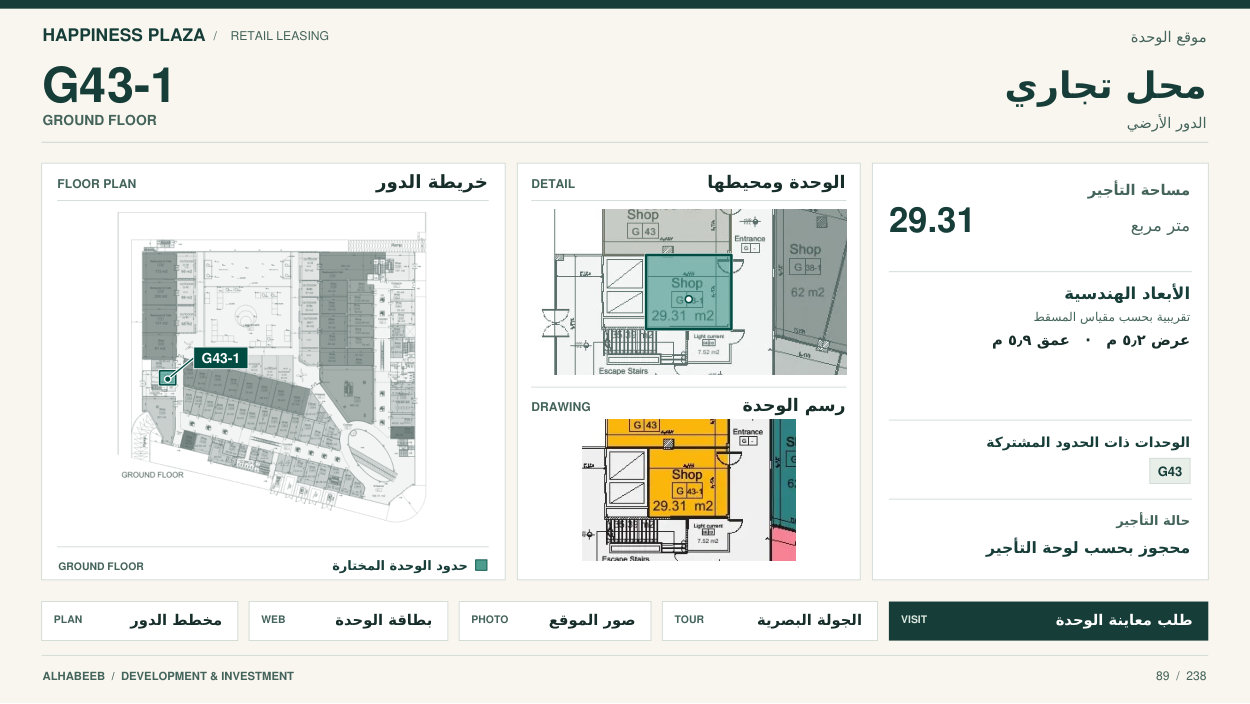 HAPPINESS PLAZA / RETAIL LEASING
موقع الوحدة
G43-1
محل تجاري
GROUND FLOOR
الدور الأرضي
FLOOR PLAN
خريطة الدور
G43-1
GROUND FLOOR
GROUND FLOOR
حدود الوحدة المختارة
DETAIL
الوحدة ومحيطها
Shop
G 43
Entrance
G -
Shop
G 38-1
62 m2
Shop
29.31 m2
Light current
7.52 m2
Escape Stairs
DRAWING
رسم الوحدة
G 43
Entrance
G -
Shop
G 43-1
29.31 m2
Light current
7.52 m2
Escape Stairs
مساحة التأجير
29.31
متر مربع
الأبعاد الهندسية
تقريبية بحسب مقياس المسقط
عرض ٥٫٢ م · عمق ٥٫٩ م
الوحدات ذات الحدود المشتركة
G43
حالة التأجير
محجوز بحسب لوحة التأجير
PLAN
مخطط الدور
WEB
بطاقة الوحدة
PHOTO
صور الموقع
TOUR
الجولة البصرية
VISIT
طلب معاينة الوحدة
ALHABEEB / DEVELOPMENT & INVESTMENT
89 / 238